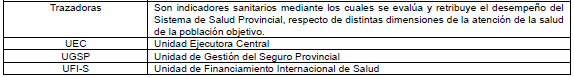 Trazadoras
Son indicadores sanitarios mediante los cuales se evalúa y retribuye el desempeño del
Sistema de Salud Provincial, respecto de distintas dimensiones de la atención de la salud
de la población objetivo.
UEC
Unidad Ejecutora Central
UGSP
Unidad de Gestión del Seguro Provincial
UFI-S
Unidad de Financiamiento Internacional de Salud